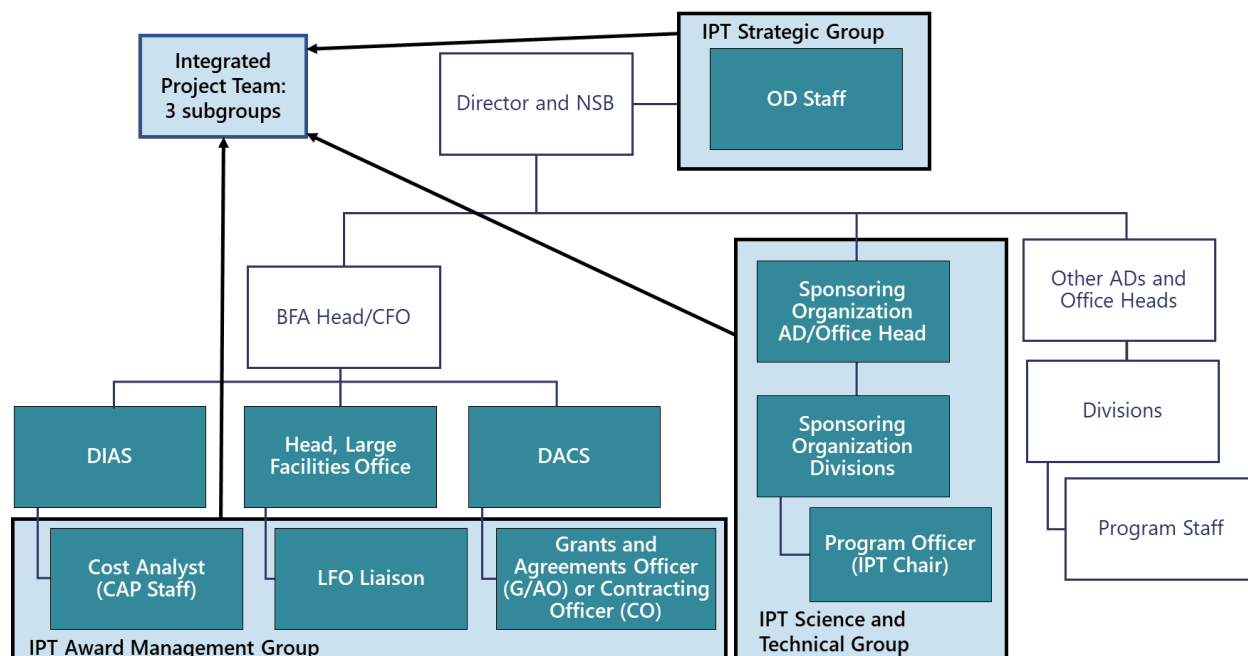 IPT Strategic Group
Integrated
Project Team:
3 subgroups
Director and NSB
OD Staff
BFA Head/CFO
Sponsoring
Organization
AD/Office Head
Other ADs and
Office Heads
DIAS
Head, Large
Facilities Office
DACS
Sponsoring
Organization
Divisions
Divisions
Cost Analyst
(CAP Staff)
LFO Liaison
Grants and
Agreements Officer
(G/AO) or Contracting
Officer (CO)
Program Officer
(IPT Chair)
Program Staff
IPT Award Management Group
IPT Science and
Technical Group